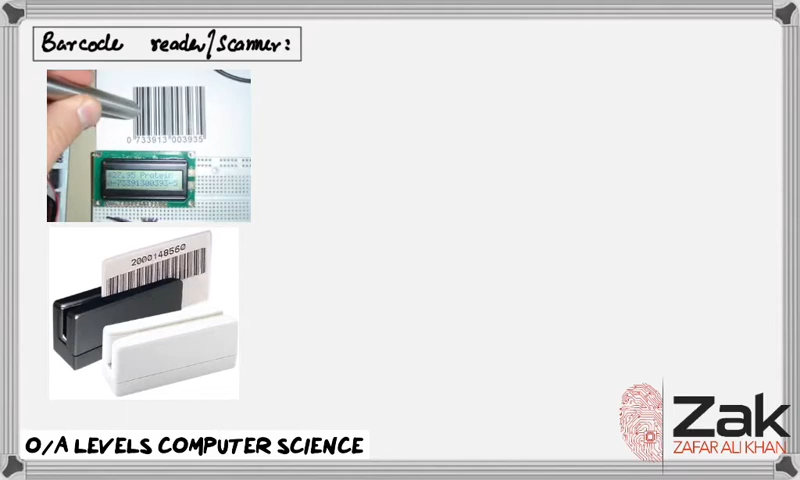 Barcode reader/Scanner:
0 733913 003935
2000148560
O/A LEVELS COMPUTER SCIENCE
Zak
ZAFAR ALI KHAN